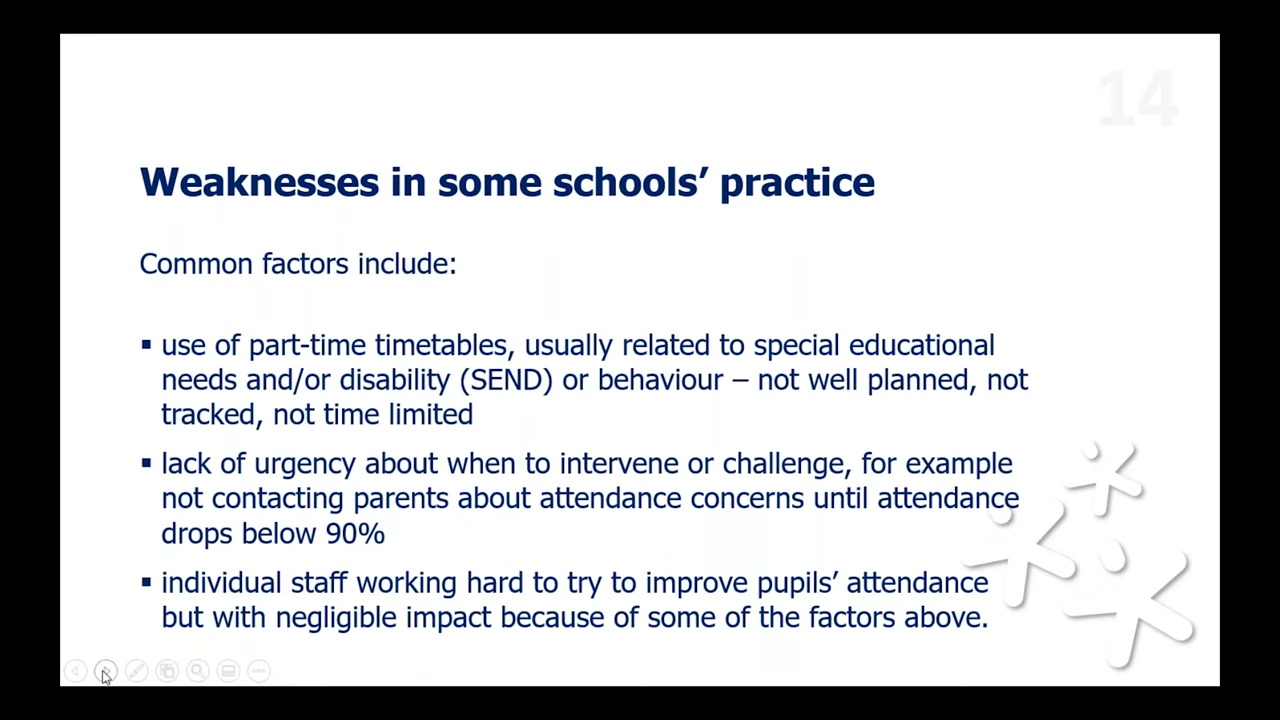 14
Weaknesses in some schools’ practice
Common factors include:
▪ use of part-time timetables, usually related to special educational
needs and/or disability (SEND) or behaviour – not well planned, not
tracked, not time limited
▪ lack of urgency about when to intervene or challenge, for example
not contacting parents about attendance concerns until attendance
drops below 90%
▪ individual staff working hard to try to improve pupils’ attendance
but with negligible impact because of some of the factors above.